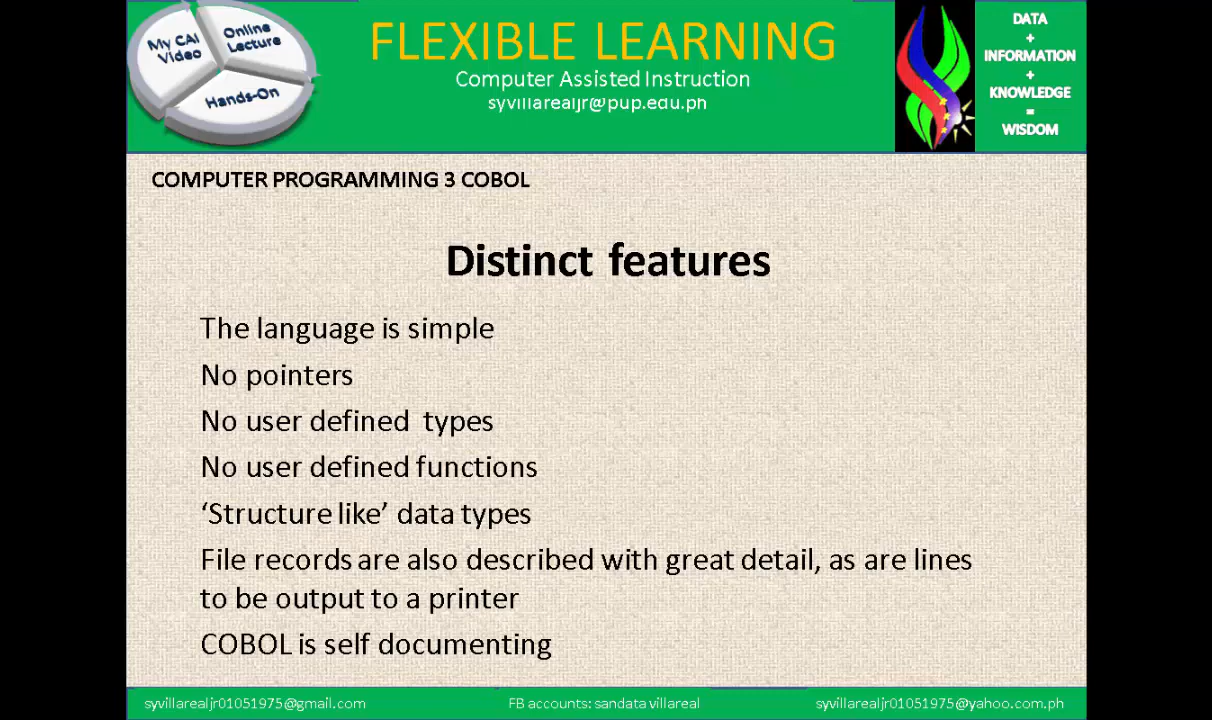 My CAI
Video
Online
Lecture
Hands-On
FLEXIBLE LEARNING
Computer Assisted Instruction
syvillarealjr@pup.edu.ph
DATA
+
INFORMATION
+
KNOWLEDGE
=
WISDOM
COMPUTER PROGRAMMING 3 COBOL
Distinct features
The language is simple
No pointers
No user defined types
No user defined functions
‘Structure like’ data types
File records are also described with great detail, as are lines
to be output to a printer
COBOL is self documenting
syvillarealjr01051975@gmail.com
FB accounts: sandata villareal
syvillarealjr01051975@yahoo.com.ph